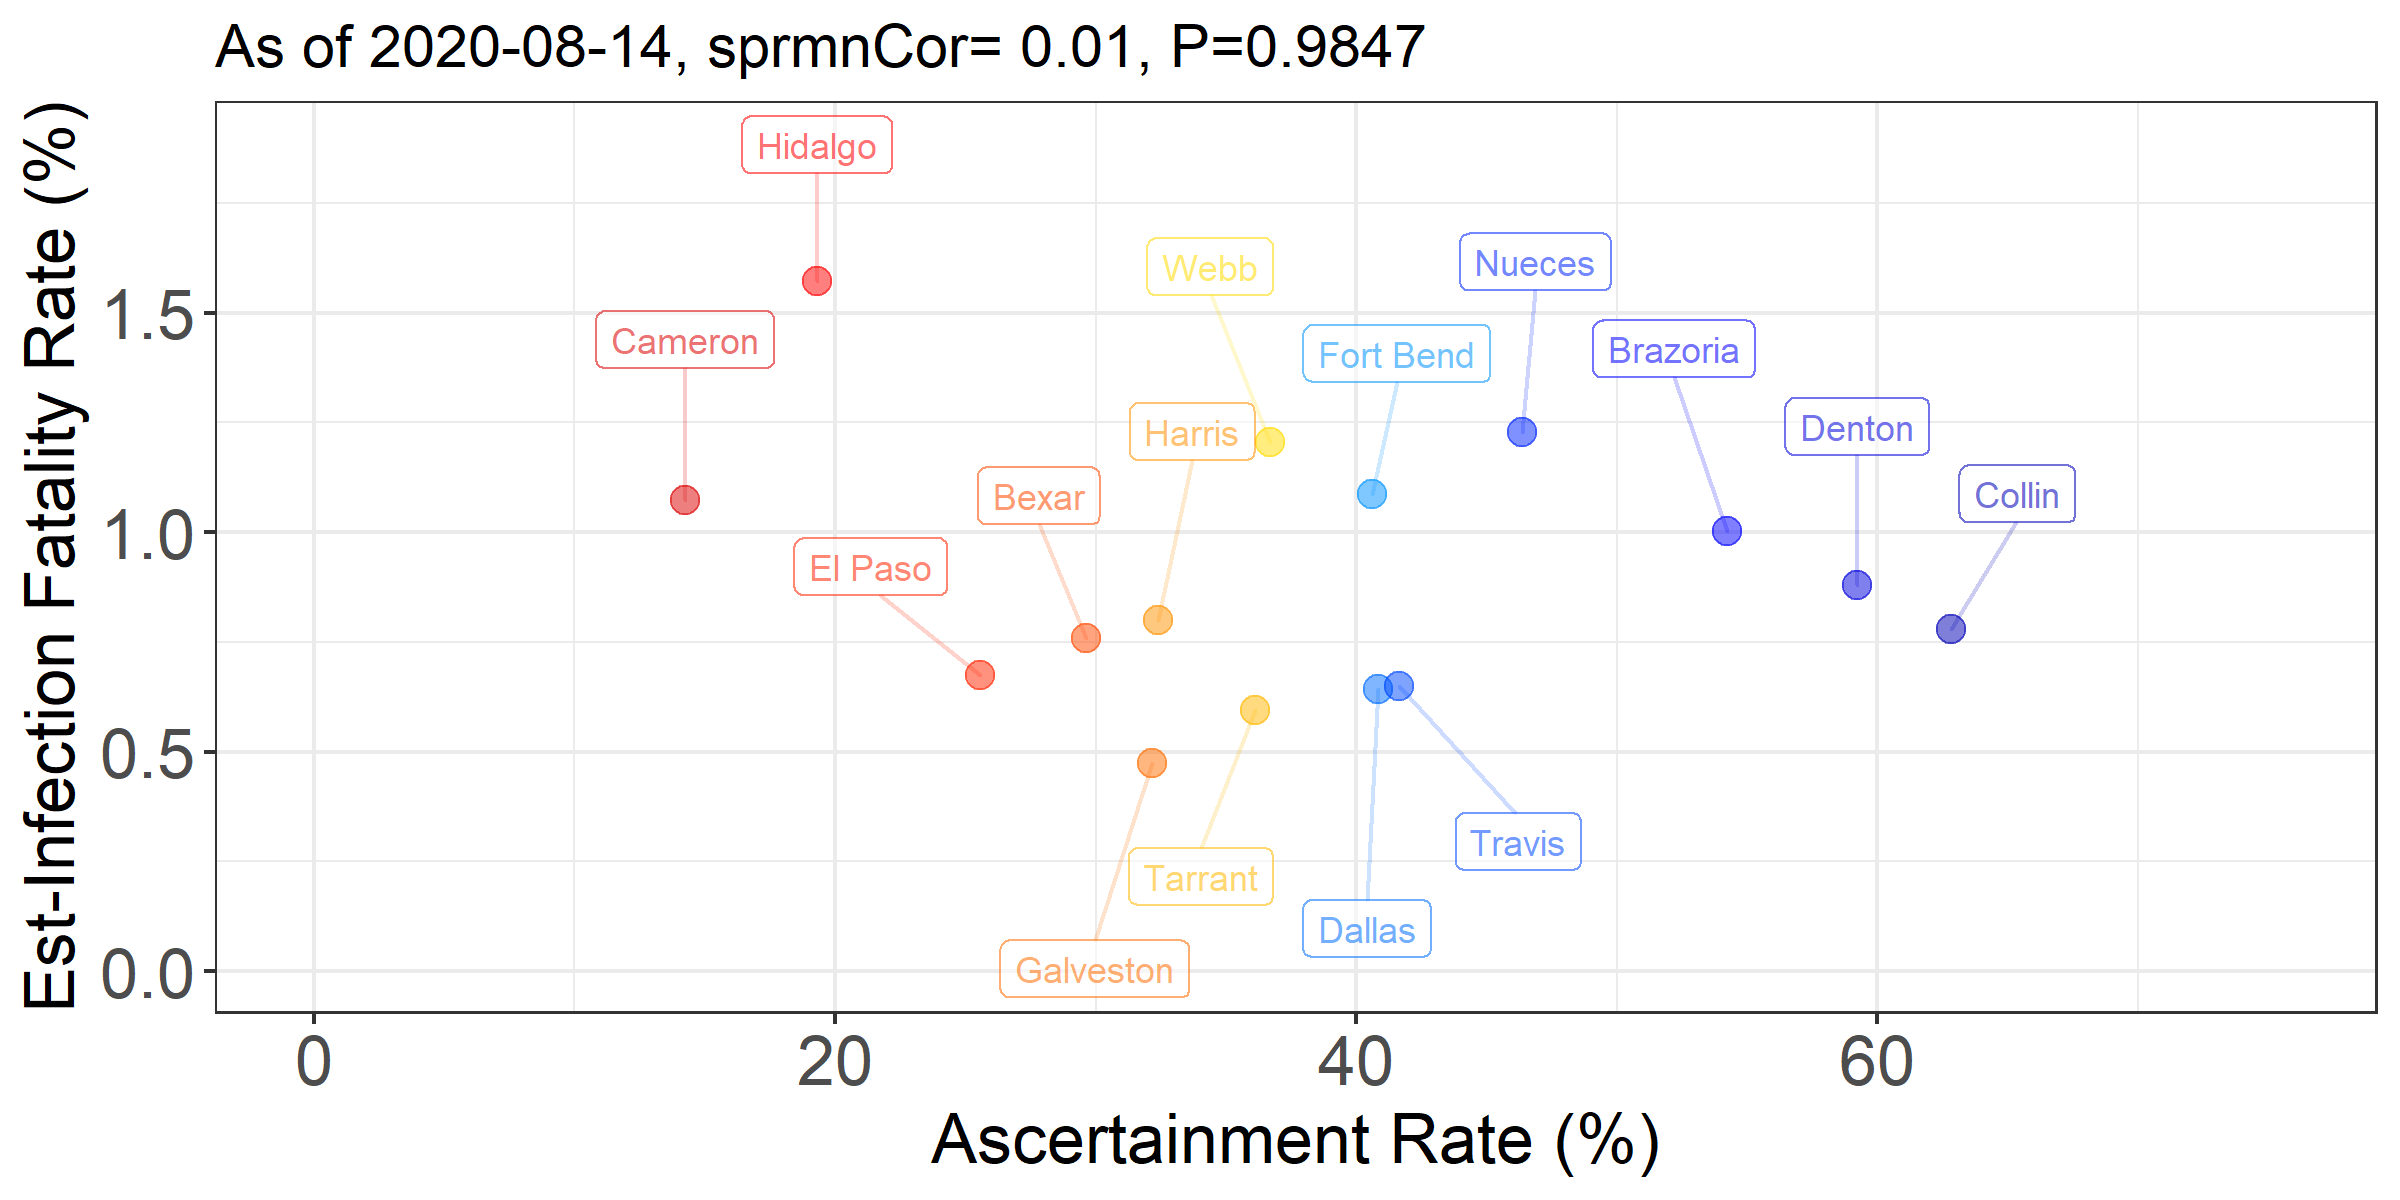 As of 2020-08-14, sprmnCor= 0.01, P=0.9847
Est-Infection Fatality Rate (%)
1.5
1.0
0.5
0.0
Hidalgo
Webb
Nueces
Cameron
Fort Bend
Brazoria
Harris
Denton
Bexar
Collin
El Paso
Travis
Tarrant
Dallas
Galveston
0
20
40
60
Ascertainment Rate (%)